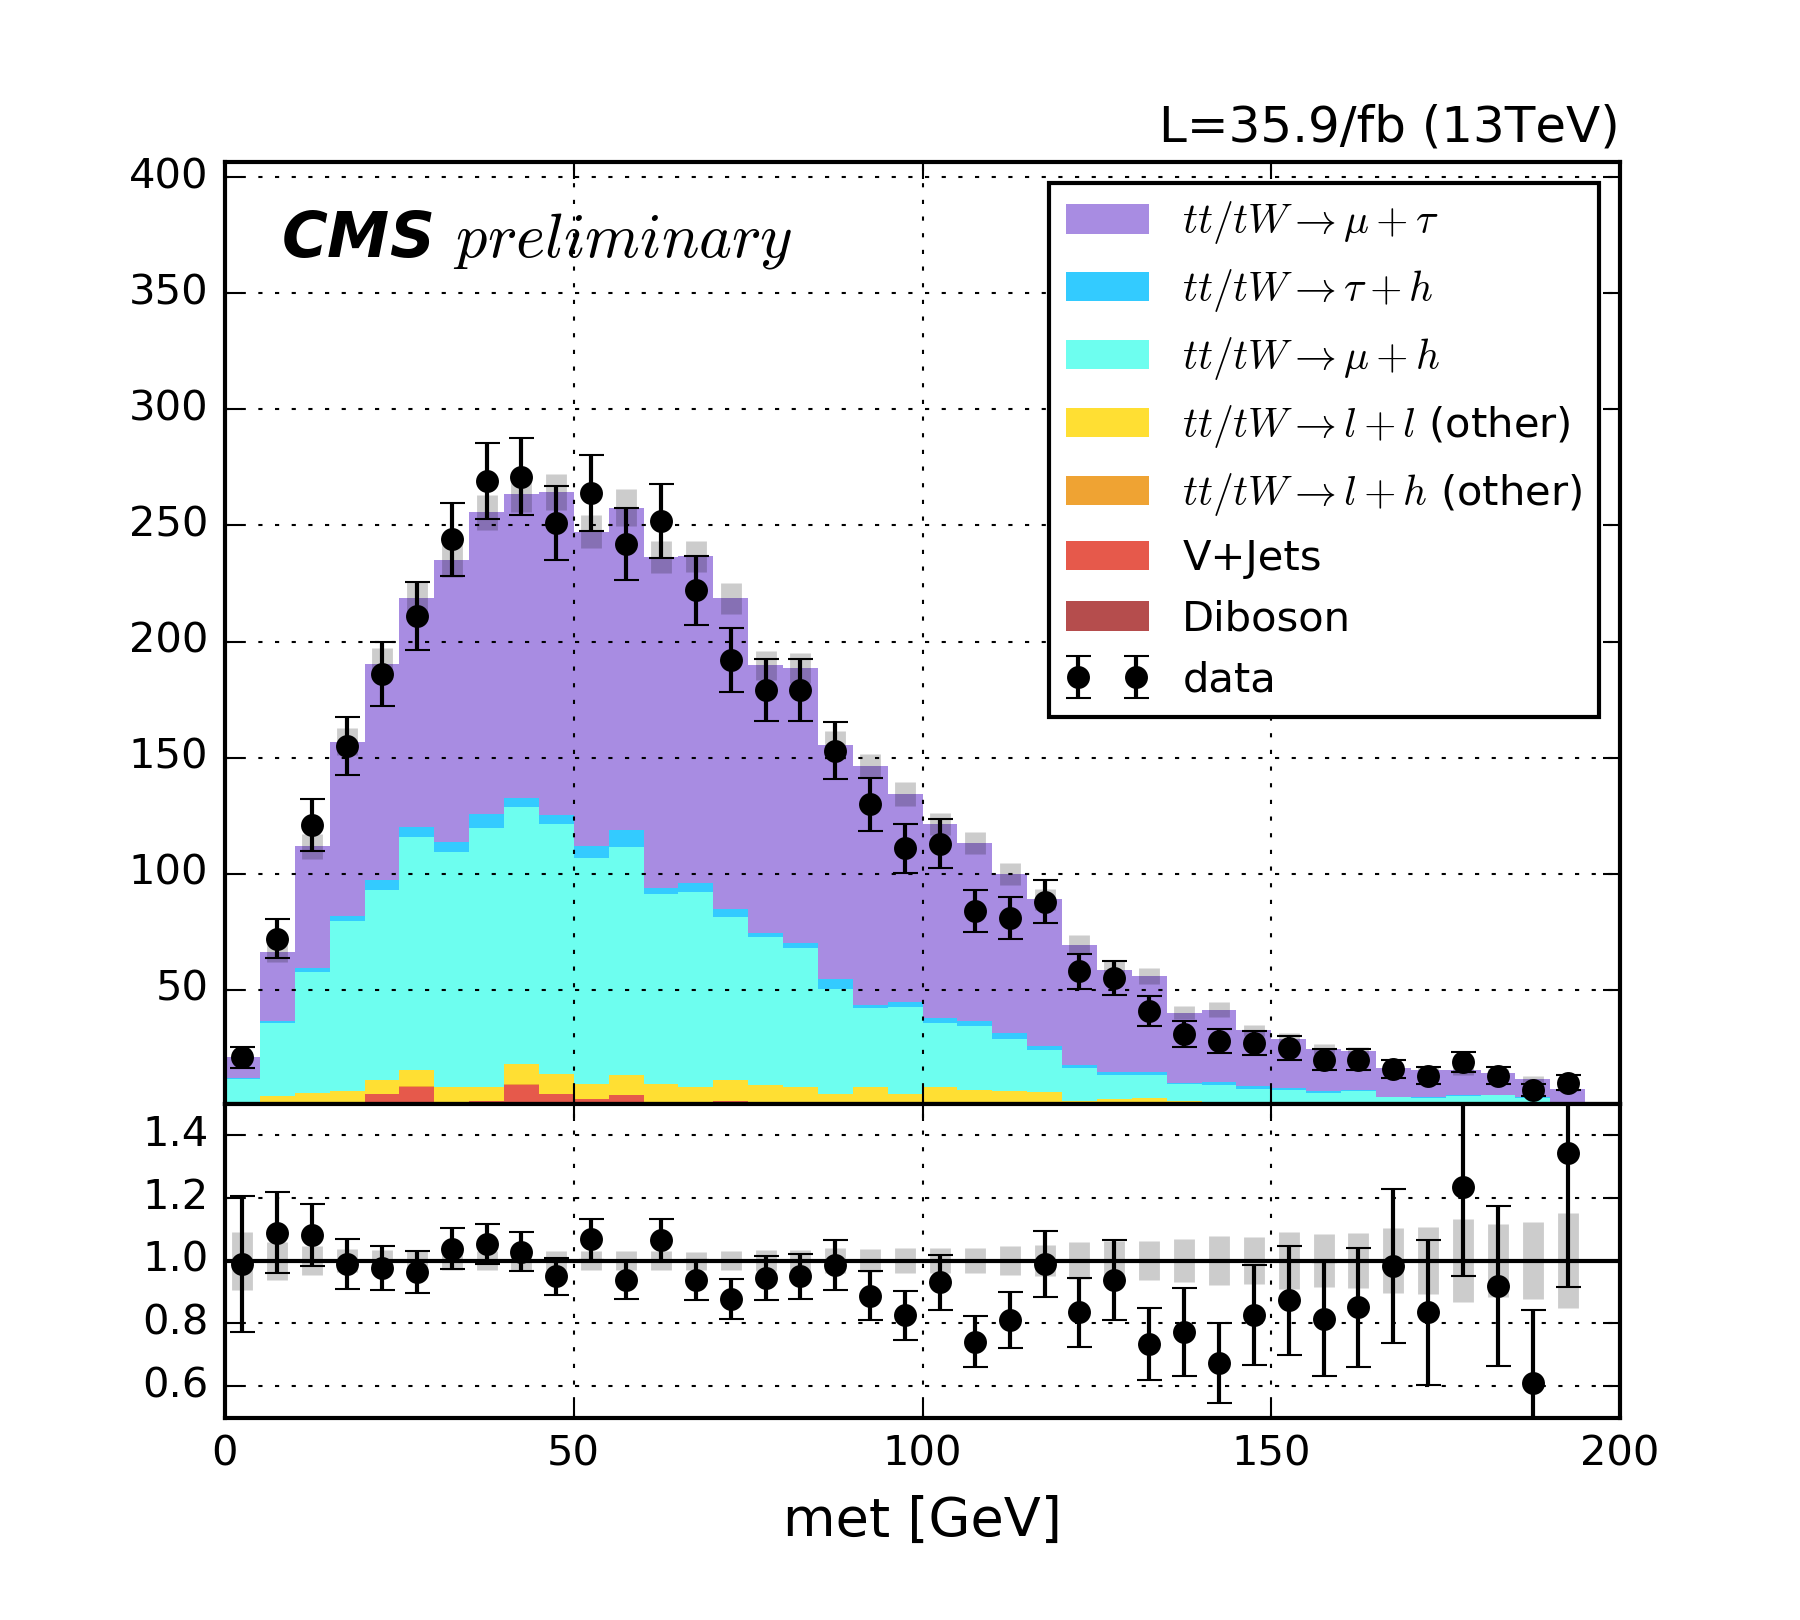 L=35.9/fb (13TeV)
CMS preliminary
tt/tW → μ + τ
tt/tW → τ + h
tt/tW → μ + h
tt/tW → l + l (other)
tt/tW → l + h (other)
V+Jets
Diboson
data
400
350
300
250
200
150
100
50
1.4
1.2
1.0
0.8
0.6
0 50 100 150 200
met [GeV]